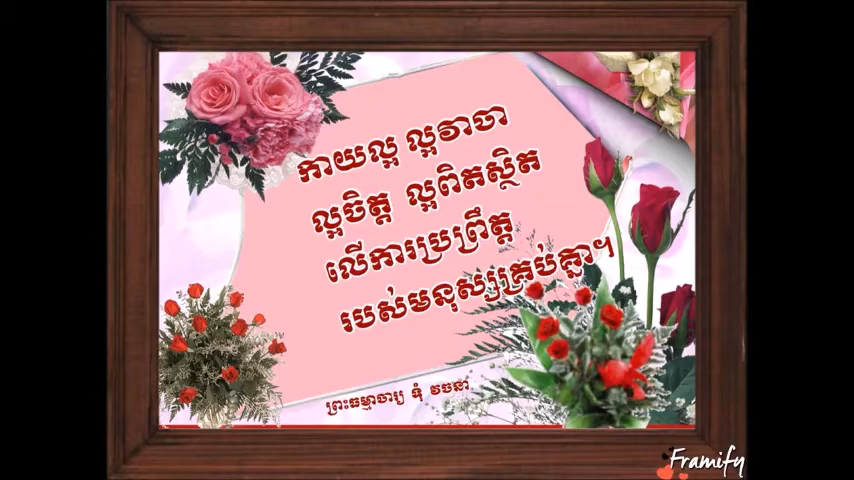 កាយល្អ ល្អវាចា
ល្អចិត្ត ល្អពិតស្ថិត
លើការប្រព្រឹត្ត
របស់មនុស្សគ្រប់គ្នា។
ព្រះធម្មាចារ្យ ទុំ វចនា
Framify